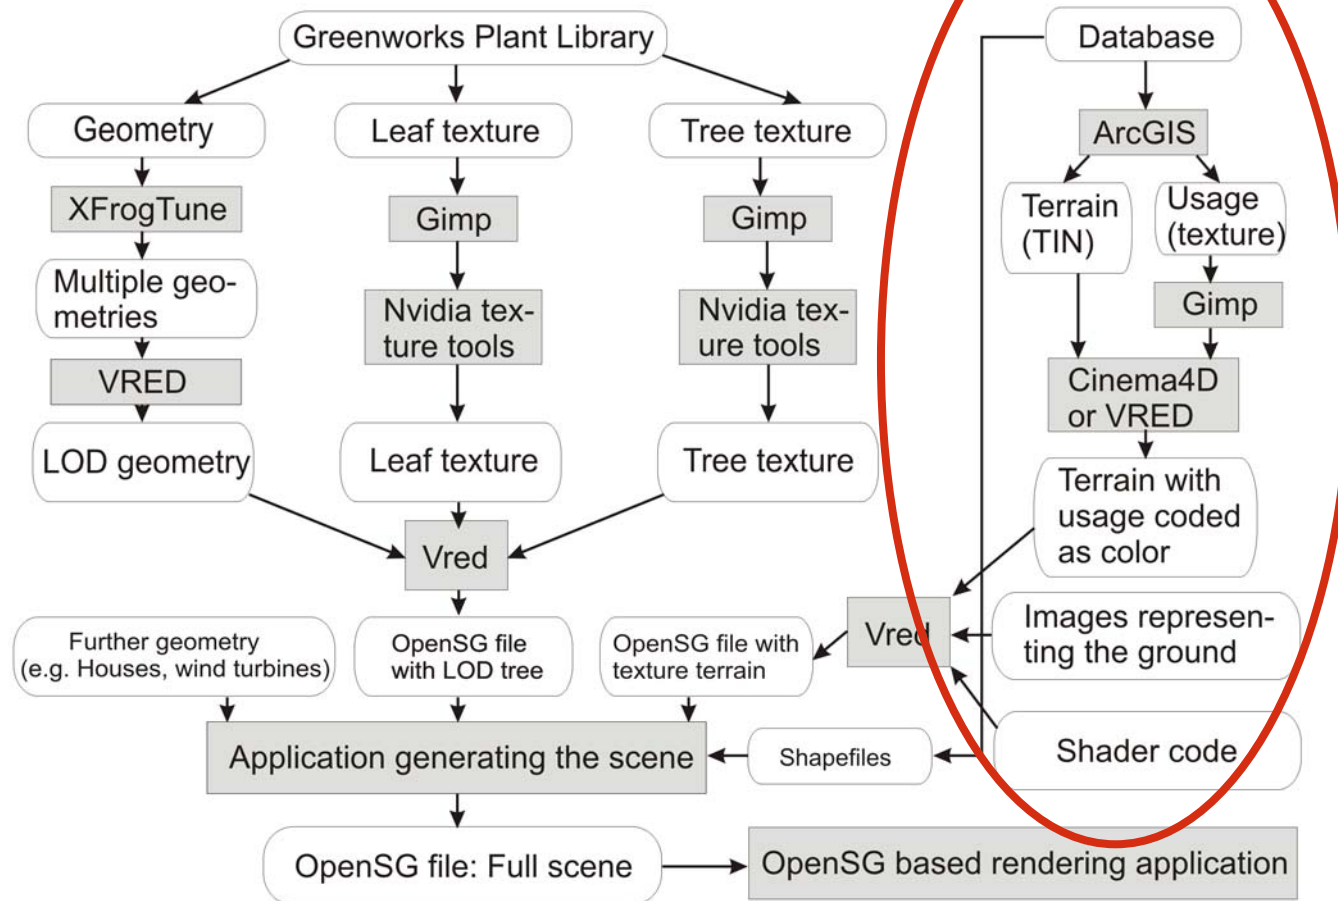 Greenworks Plant Library
Database
Geometry
Leaf texture
Tree texture
ArcGIS
XFrogTune
Gimp
Gimp
Terrain
(TIN)
Usage
(texture)
Multiple geo-
metries
Nvidia tex-
ture tools
Nvidia tex-
ure tools
Gimp
VRED
Cinema4D
or VRED
LOD geometry
Leaf texture
Tree texture
Terrain with
usage coded
as color
Vred
Further geometry
(e.g. Houses, wind turbines)
OpenSG file
with LOD tree
OpenSG file with
texture terrain
Vred
Images represen-
ting the ground
Application generating the scene
Shapefiles
Shader code
OpenSG file: Full scene
OpenSG based rendering application